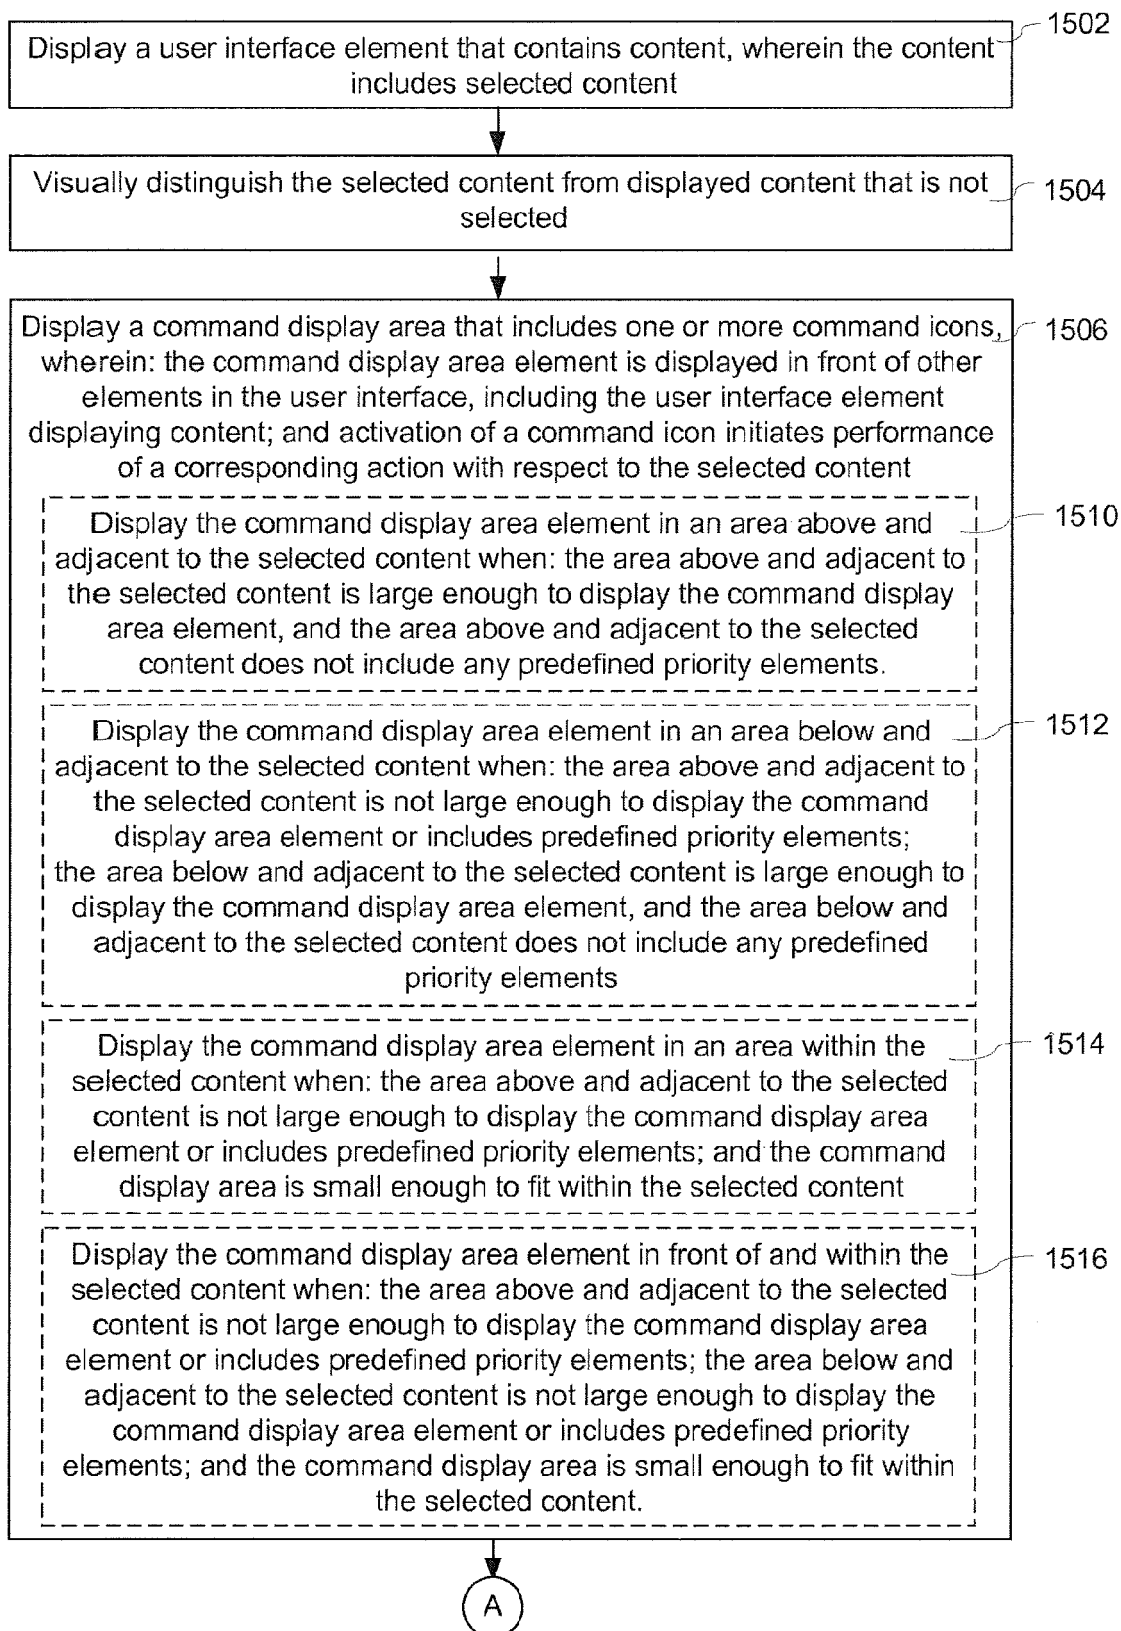 Display a user interface element that contains content, wherein the content
includes selected content
1502
Visually distinguish the selected content from displayed content that is not
selected
1504
Display a command display area that includes one or more command icons,
wherein: the command display area element is displayed in front of other
elements in the user interface, including the user interface element
displaying content; and activation of a command icon initiates performance
of a corresponding action with respect to the selected content
1506
Display the command display area element in an area above and
adjacent to the selected content when: the area above and adjacent to
the selected content is large enough to display the command display
area element, and the area above and adjacent to the selected
content does not include any predefined priority elements.
1510
Display the command display area element in an area below and
adjacent to the selected content when: the area above and adjacent to
the selected content is not large enough to display the command
display area element or includes predefined priority elements;
the area below and adjacent to the selected content is large enough to
display the command display area element, and the area below and
adjacent to the selected content does not include any predefined
priority elements
1512
Display the command display area element in an area within the
selected content when: the area above and adjacent to the selected
content is not large enough to display the command display area
element or includes predefined priority elements; and the command
display area is small enough to fit within the selected content
1514
Display the command display area element in front of and within the
selected content when: the area above and adjacent to the selected
content is not large enough to display the command display area
element or includes predefined priority elements; the area below and
adjacent to the selected content is not large enough to display the
command display area element or includes predefined priority
elements; and the command display area is small enough to fit within
the selected content.
1516
A